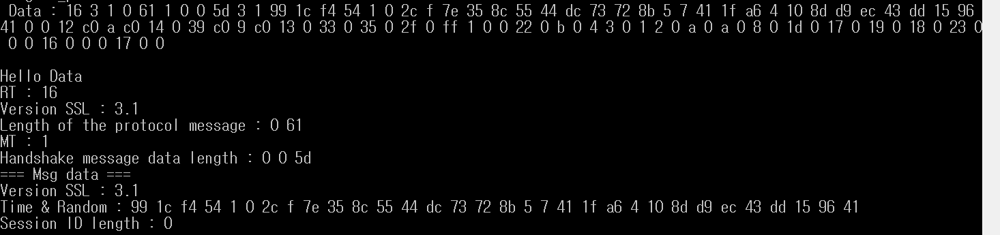 Data : 16 3 1 0 61 1 0 0 5d 3 1 99 1c f4 54 1 0 2c f 7e 35 8c 55 44 dc 73 72 8b 5 7 41 1f a6 4 10 8d d9 ec 43 dd 15 96
41 0 0 12 c0 a c0 14 0 39 c0 9 c0 13 0 33 0 35 0 2f 0 ff 1 0 0 22 0 b 0 4 3 0 1 2 0 a 0 a 0 8 0 1d 0 17 0 19 0 18 0 23 0
0 0 16 0 0 0 17 0 0
Hello Data
RT : 16
Version SSL : 3.1
Length of the protocol message : 0 61
MT : 1
Handshake message data length : 0 0 5d
=== Msg data ===
Version SSL : 3.1
Time & Random : 99 1c f4 54 1 0 2c f 7e 35 8c 55 44 dc 73 72 8b 5 7 41 1f a6 4 10 8d d9 ec 43 dd 15 96 41
Session ID length : 0